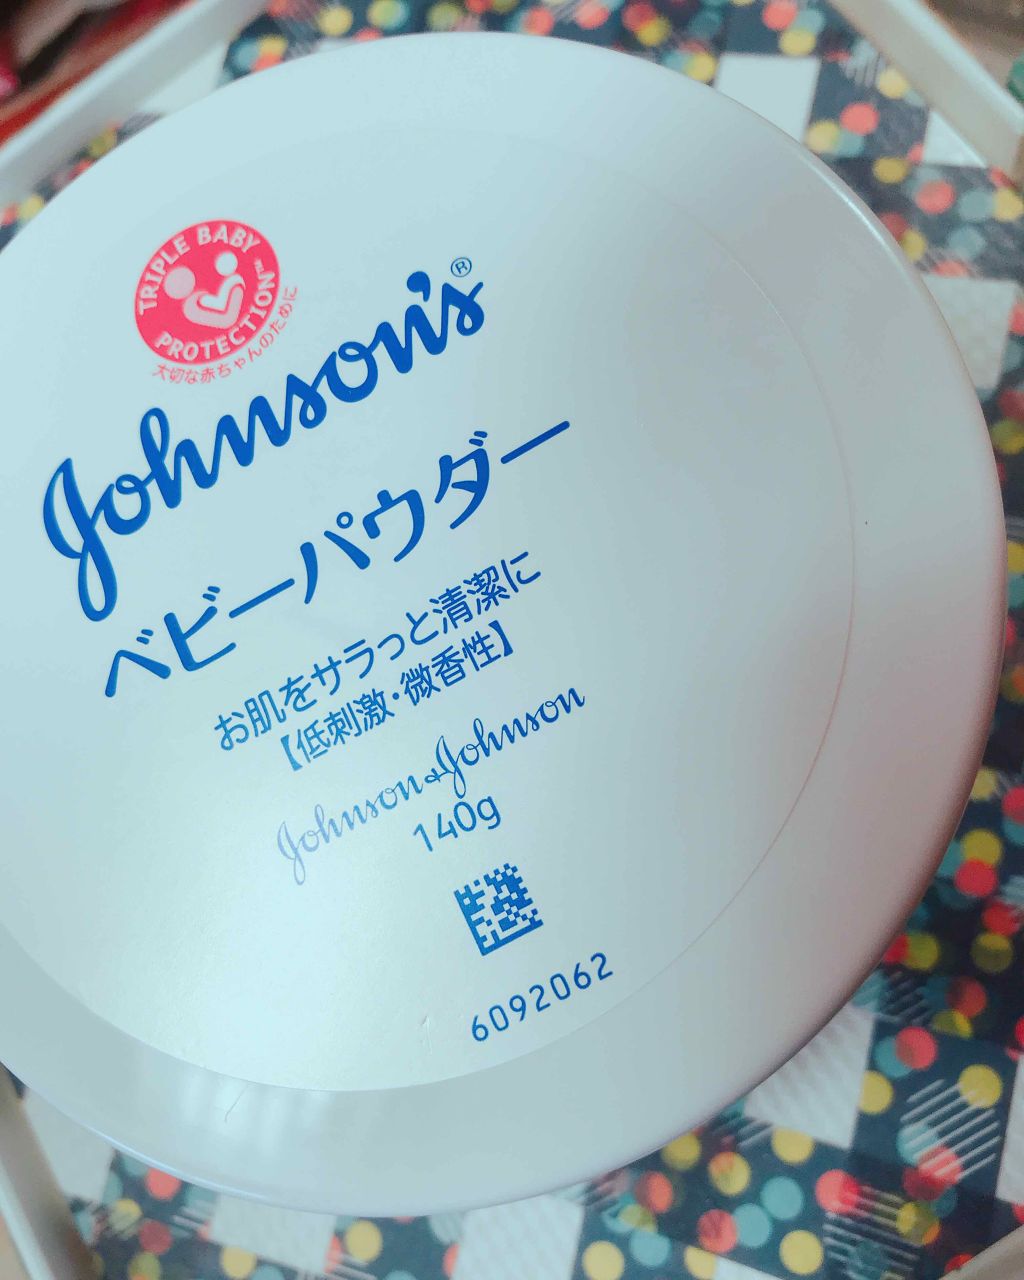 TRIPLE BABY
PROTECTION™
大切な赤ちゃんのために
Johnson's®
ベビーパウダー
お肌をサラっと清潔に
【低刺激・微香性】
Johnson & Johnson
140g
6092062